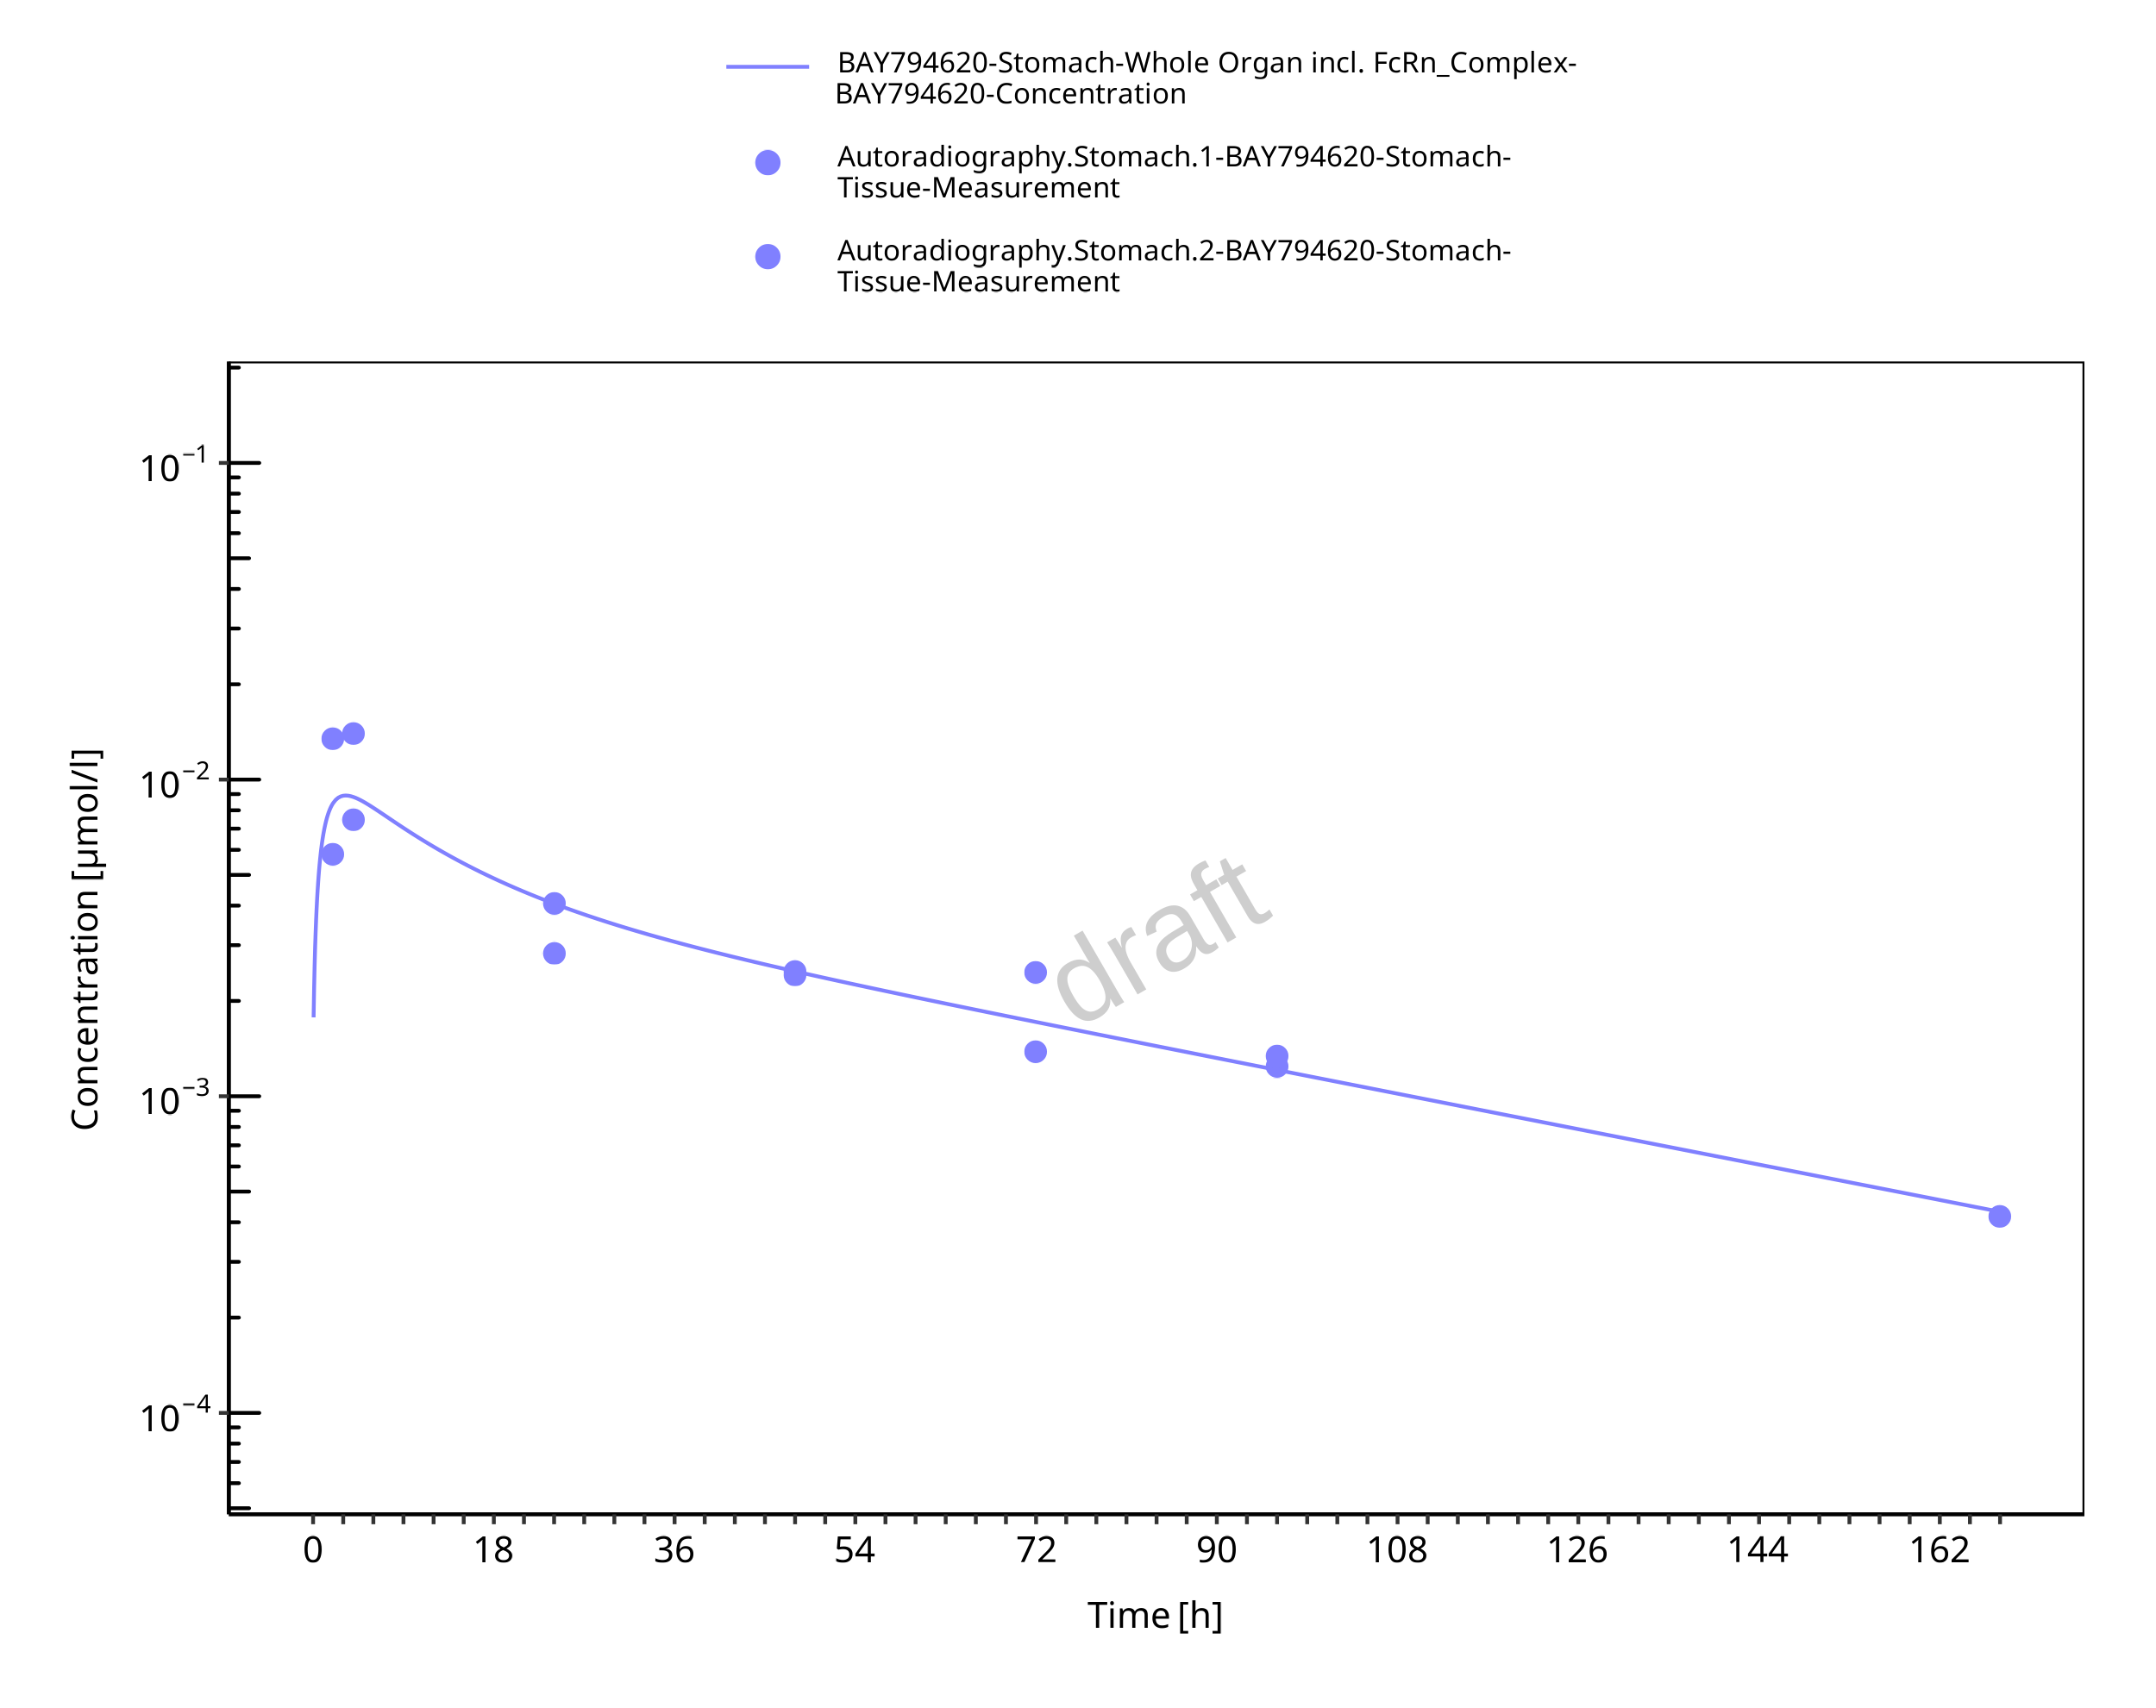 BAY794620-Stomach-Whole Organ incl. FcRn_Complex-
BAY794620-Concentration
Autoradiography.Stomach.1-BAY794620-Stomach-
Tissue-Measurement
Autoradiography.Stomach.2-BAY794620-Stomach-
Tissue-Measurement
10⁻¹
10⁻²
10⁻³
10⁻⁴
Concentration [µmol/l]
draft
0 18 36 54 72 90 108 126 144 162
Time [h]